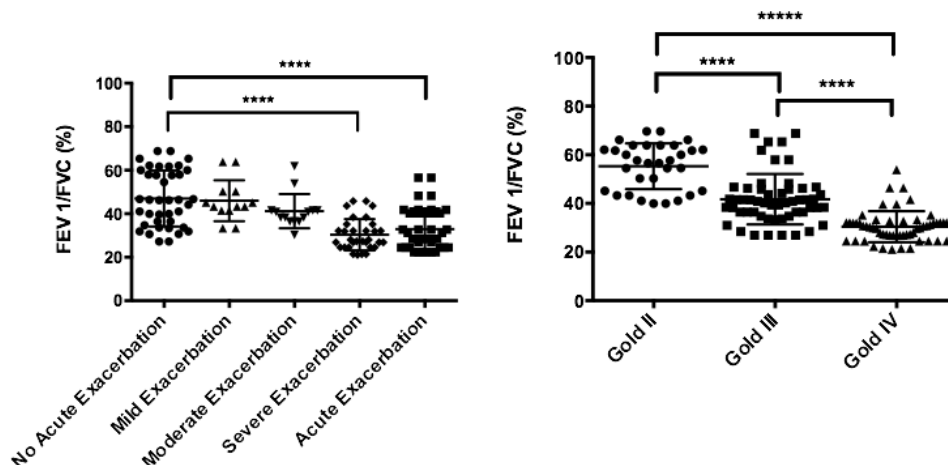 ****
****
100
80
60
40
20
0
FEV 1/FVC (%)
No Acute Exacerbation
Mild Exacerbation
Moderate Exacerbation
Severe Exacerbation
Acute Exacerbation
*****
****
****
100
80
60
40
20
0
FEV 1/FVC (%)
Gold II
Gold III
Gold IV